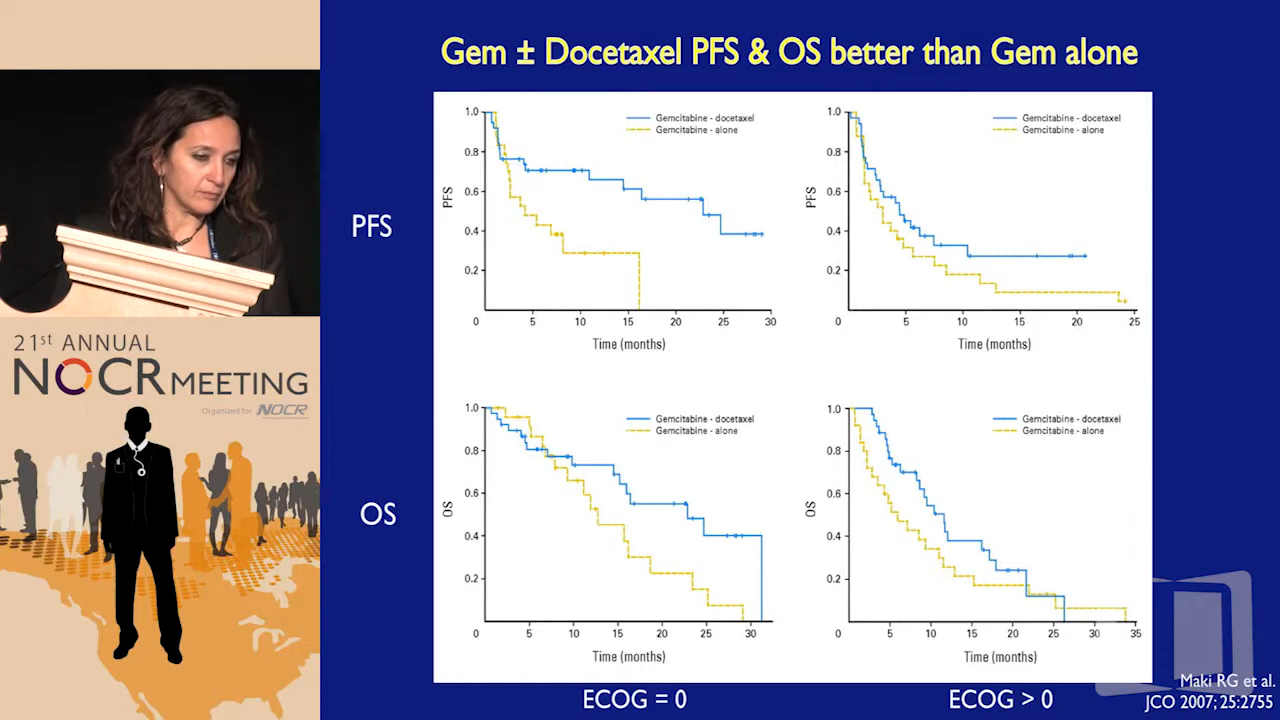 Gem ± Docetaxel PFS & OS better than Gem alone
PFS
1.0
0.8
0.6
0.4
0.2
0
5
10
15
20
25
30
PFS
Time (months)
Gemcitabine - docetaxel
Gemcitabine - alone
1.0
0.8
0.6
0.4
0.2
0
5
10
15
20
25
PFS
Time (months)
Gemcitabine - docetaxel
Gemcitabine - alone
OS
1.0
0.8
0.6
0.4
0.2
0
5
10
15
20
25
30
OS
Time (months)
Gemcitabine - docetaxel
Gemcitabine - alone
1.0
0.8
0.6
0.4
0.2
0
5
10
15
20
25
30
35
OS
Time (months)
Gemcitabine - docetaxel
Gemcitabine - alone
ECOG = 0
ECOG > 0
Maki RG et al.
JCO 2007; 25:2755
21st ANNUAL
NOCR MEETING
Organized for NOCR